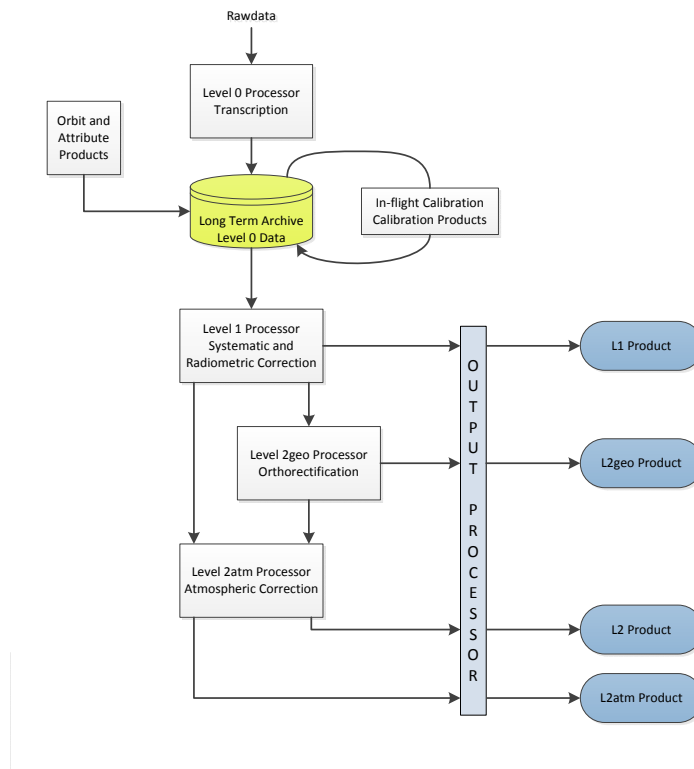 Rawdata
Level 0 Processor
Transcription
Orbit and
Attribute
Products
Long Term Archive
Level 0 Data
In-flight Calibration
Calibration Products
Level 1 Processor
Systematic and
Radiometric Correction
Level 2geo Processor
Orthorectification
Level 2atm Processor
Atmospheric Correction
OUTPUT PROCESSOR
L1 Product
L2geo Product
L2 Product
L2atm Product